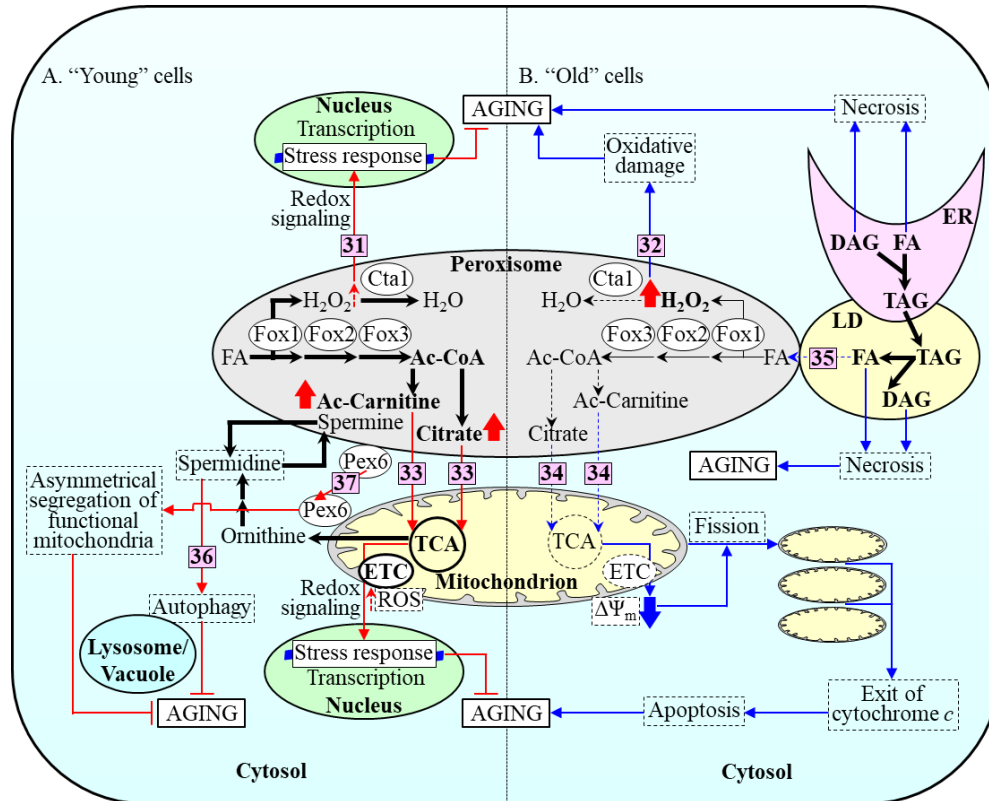 A. “Young” cells
B. “Old” cells
Nucleus
Transcription
Stress response
AGING
Necrosis
Oxidative
damage
Redox
signaling
ER
31
32
DAG
FA
Peroxisome
Cta1
Cta1
H2O2
H2O
H2O
H2O2
TAG
LD
Fox1
Fox2
Fox3
Fox3
Fox2
Fox1
FA
Ac-CoA
Ac-CoA
FA
35
FA
TAG
DAG
Ac-Carnitine
Ac-Carnitine
Spermine
Citrate
Citrate
Spermidine
Pex6
33
33
34
34
AGING
Necrosis
37
Asymmetrical
segregation of
functional
mitochondria
Pex6
Ornithine
TCA
TCA
Fission
36
ETC
Mitochondrion
ETC
Redox
signaling
ROS
ΔΨm
Autophagy
Lysosome/
Vacuole
Stress response
Transcription
Nucleus
AGING
AGING
Apoptosis
Exit of
cytochrome c
Cytosol
Cytosol